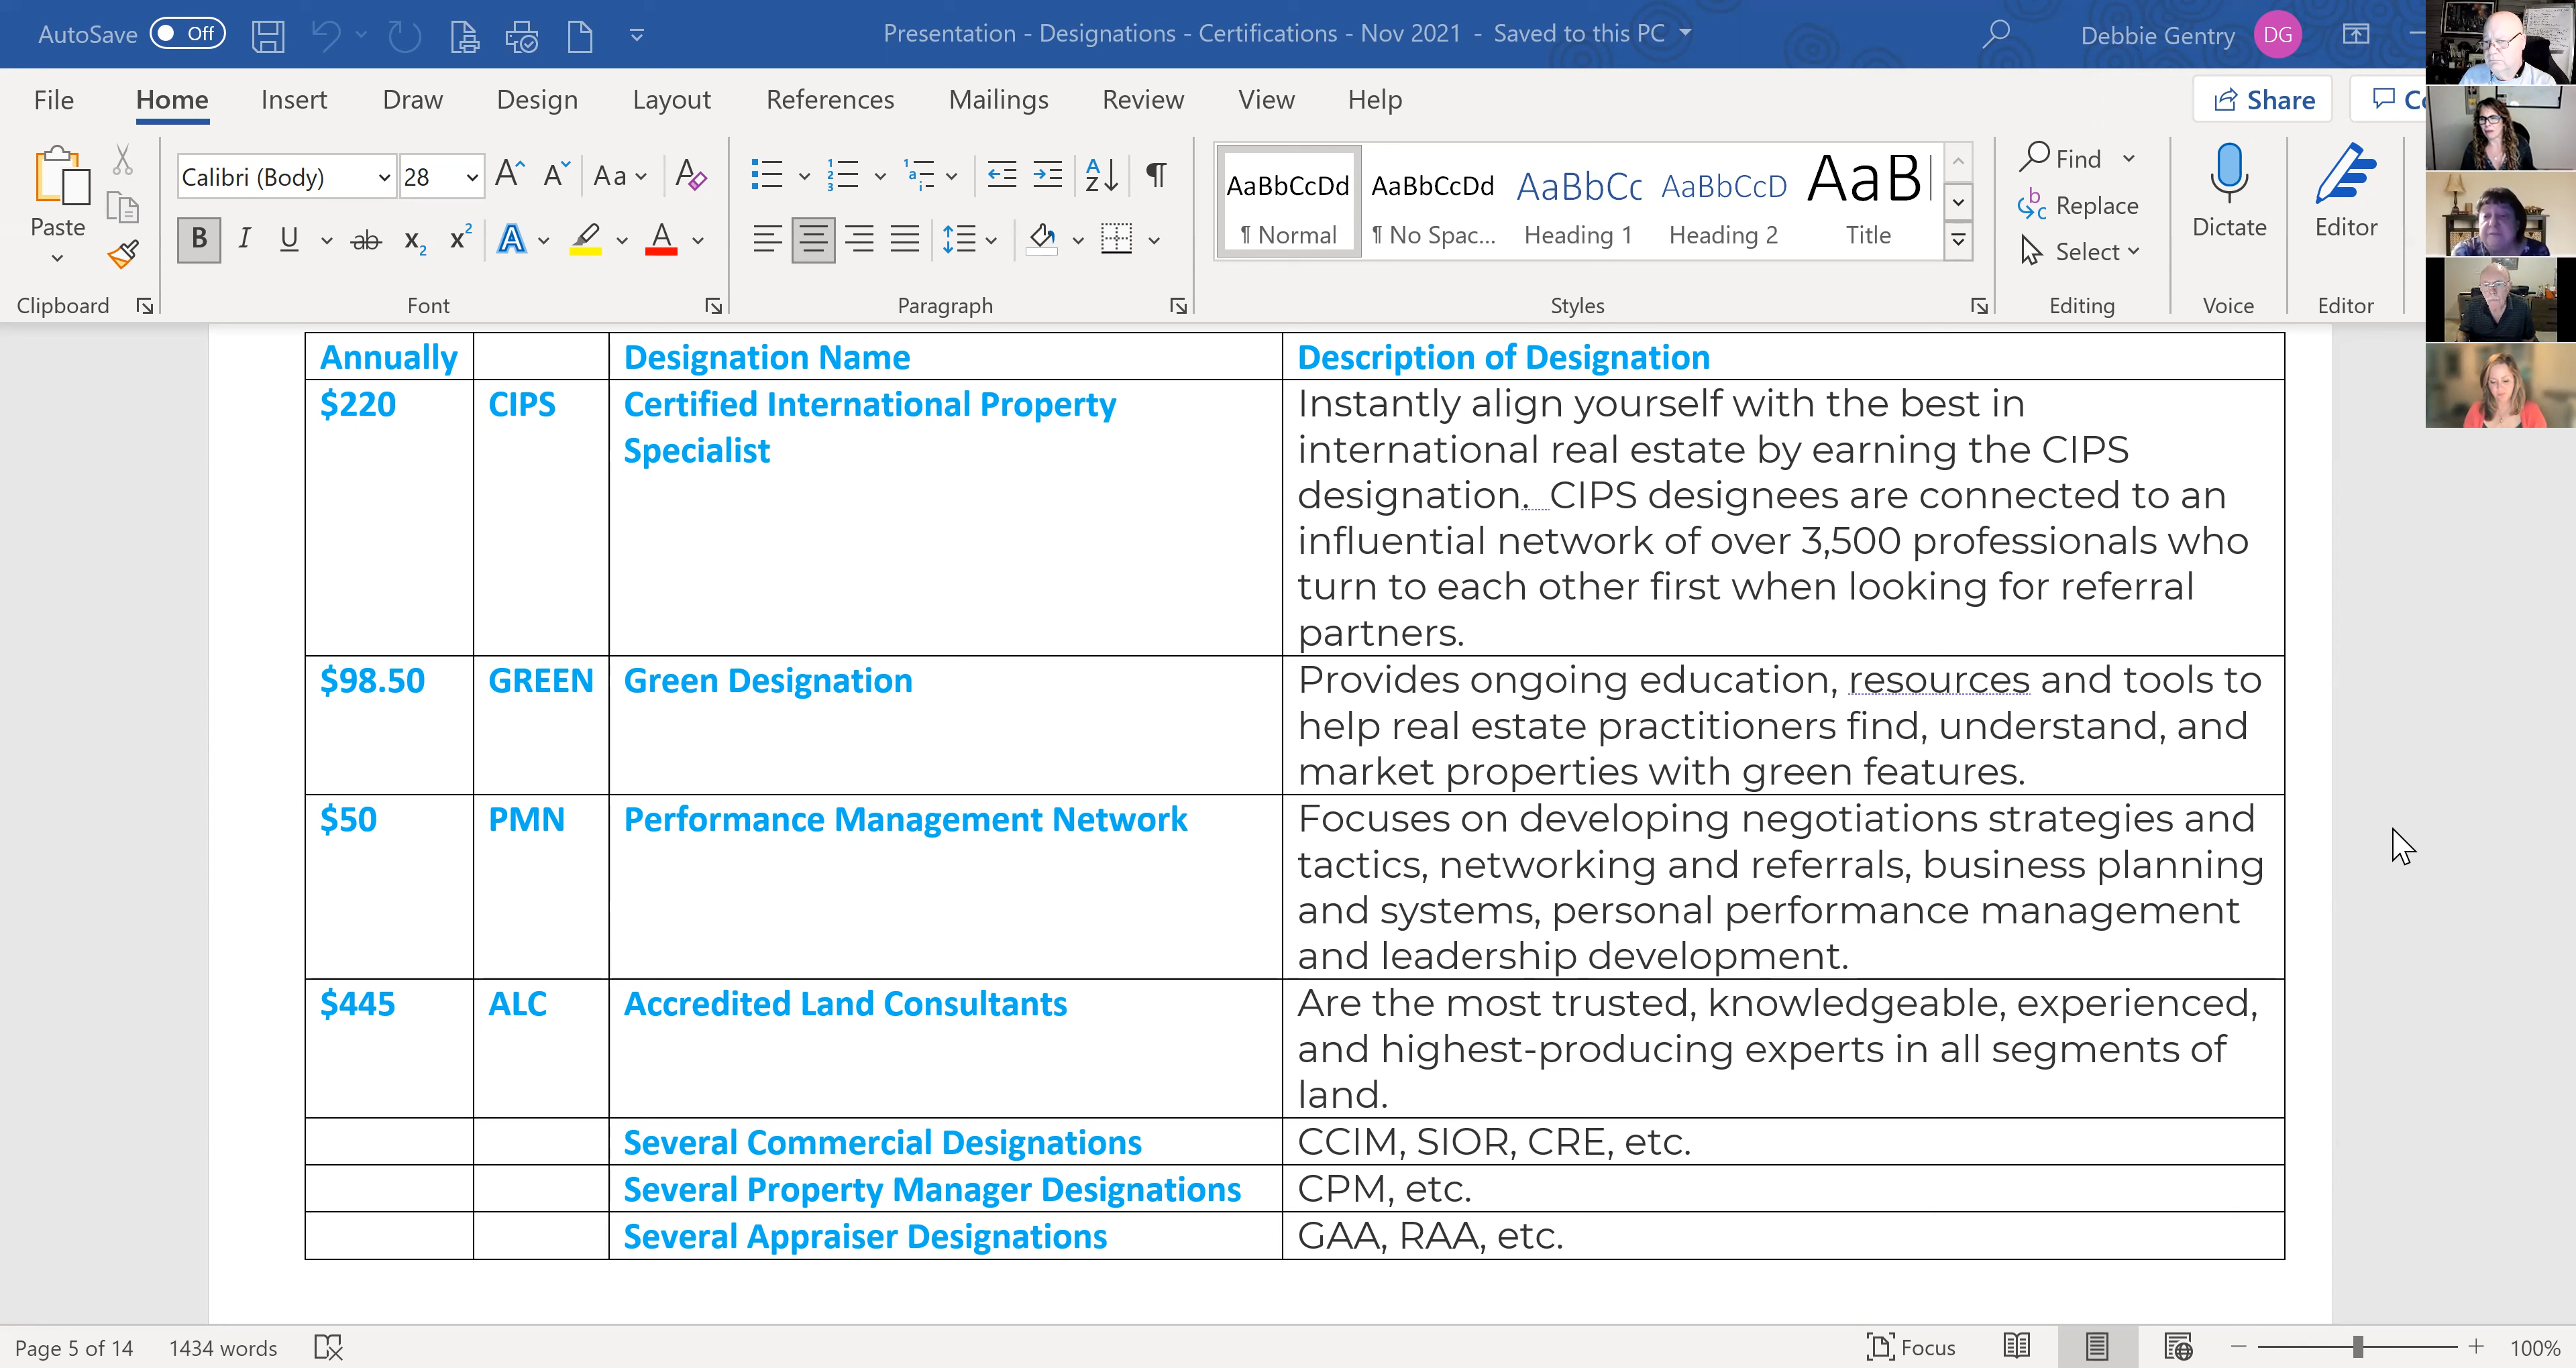 AutoSave Off
Presentation - Designations - Certifications - Nov 2021 - Saved to this PC
Debbie Gentry DG
File Home Insert Draw Design Layout References Mailings Review View Help
Share
Paste
Clipboard
Calibri (Body) 28
Font
Paragraph
AaBbCcDd AaBbCcDd AaBbCc AaBbCcD AaB
¶ Normal ¶ No Spac... Heading 1 Heading 2 Title
Styles
Find
Replace
Select
Editing
Dictate
Voice
Editor
Editor
Annually Designation Name Description of Designation
$220 CIPS Certified International Property
Specialist
Instantly align yourself with the best in
international real estate by earning the CIPS
designation. CIPS designees are connected to an
influential network of over 3,500 professionals who
turn to each other first when looking for referral
partners.
$98.50 GREEN Green Designation
Provides ongoing education, resources and tools to
help real estate practitioners find, understand, and
market properties with green features.
$50 PMN Performance Management Network
Focuses on developing negotiations strategies and
tactics, networking and referrals, business planning
and systems, personal performance management
and leadership development.
$445 ALC Accredited Land Consultants
Are the most trusted, knowledgeable, experienced,
and highest-producing experts in all segments of
land.
Several Commercial Designations CCIM, SIOR, CRE, etc.
Several Property Manager Designations CPM, etc.
Several Appraiser Designations GAA, RAA, etc.
Page 5 of 14 1434 words
Focus
100%